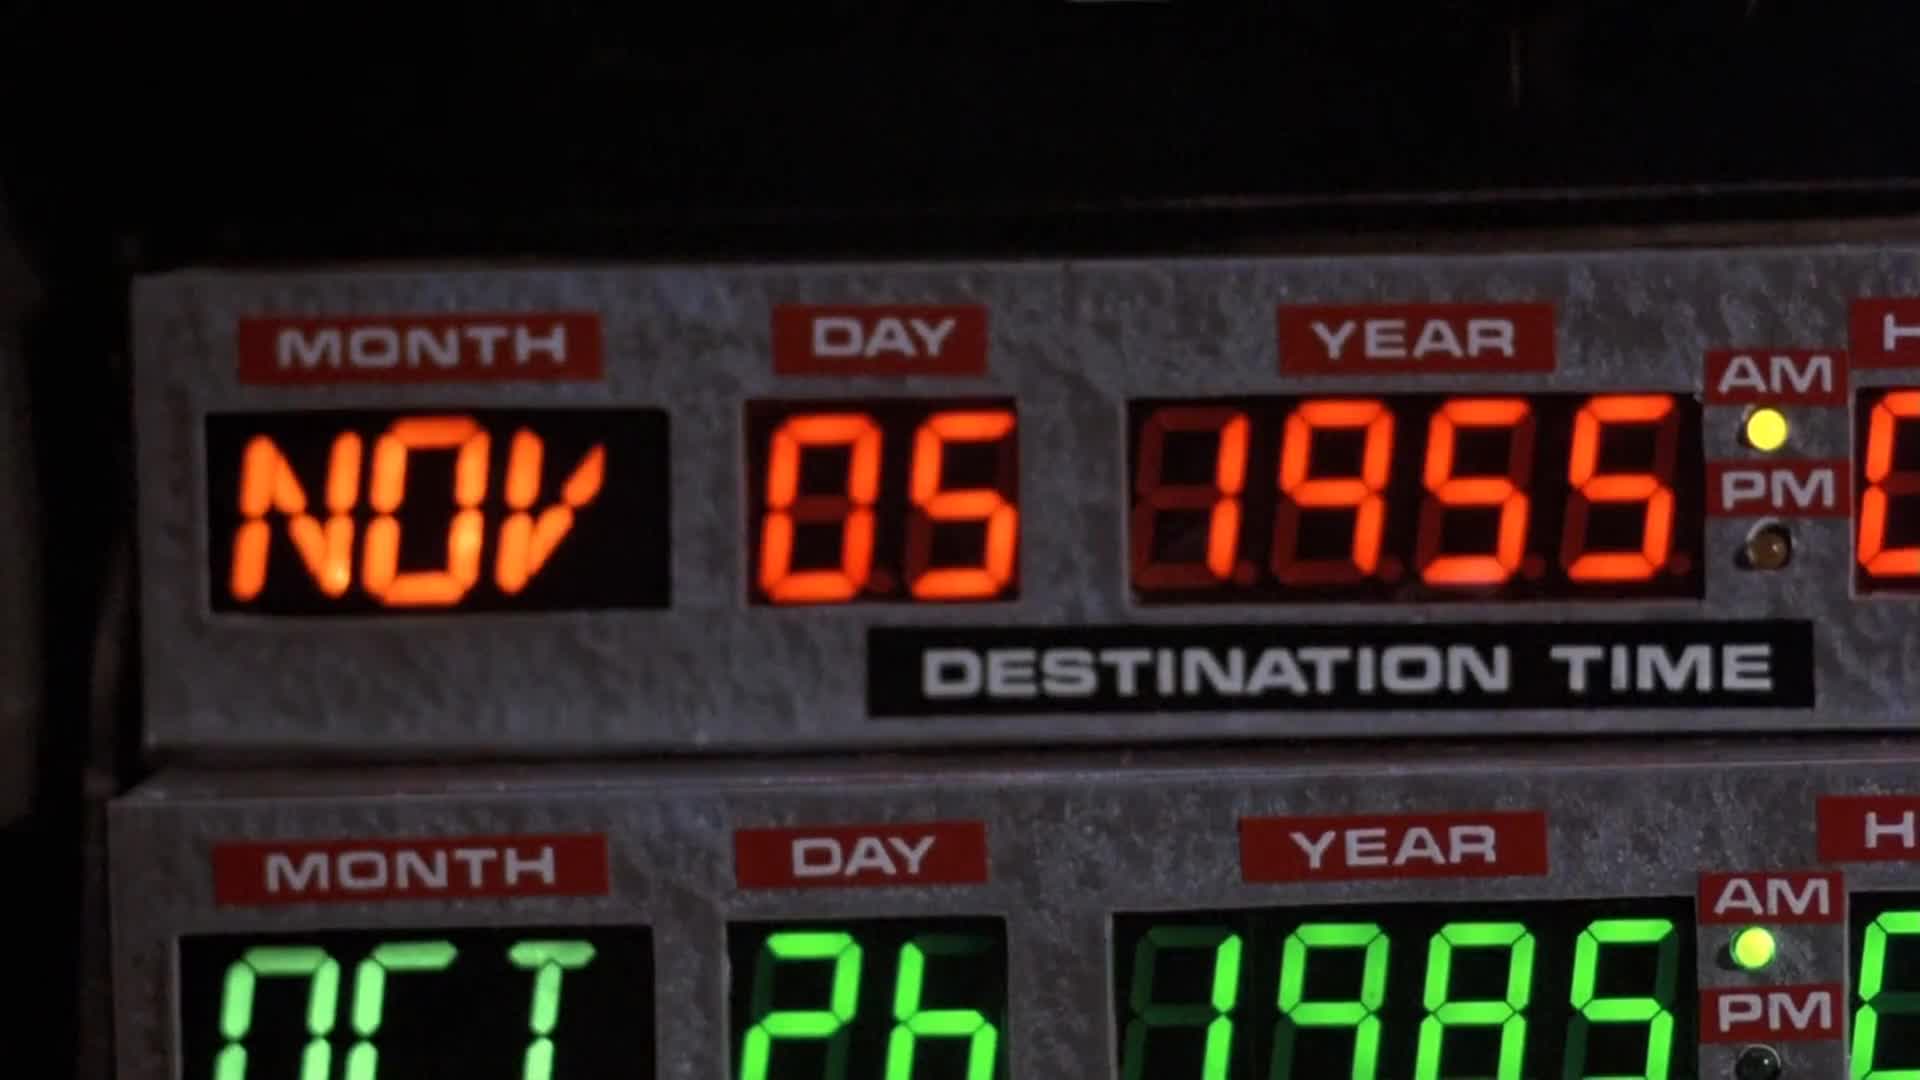 MONTH DAY YEAR H
AM
NOV 05 1955
PM
DESTINATION TIME
MONTH DAY YEAR H
AM
OCT 26 1985
PM